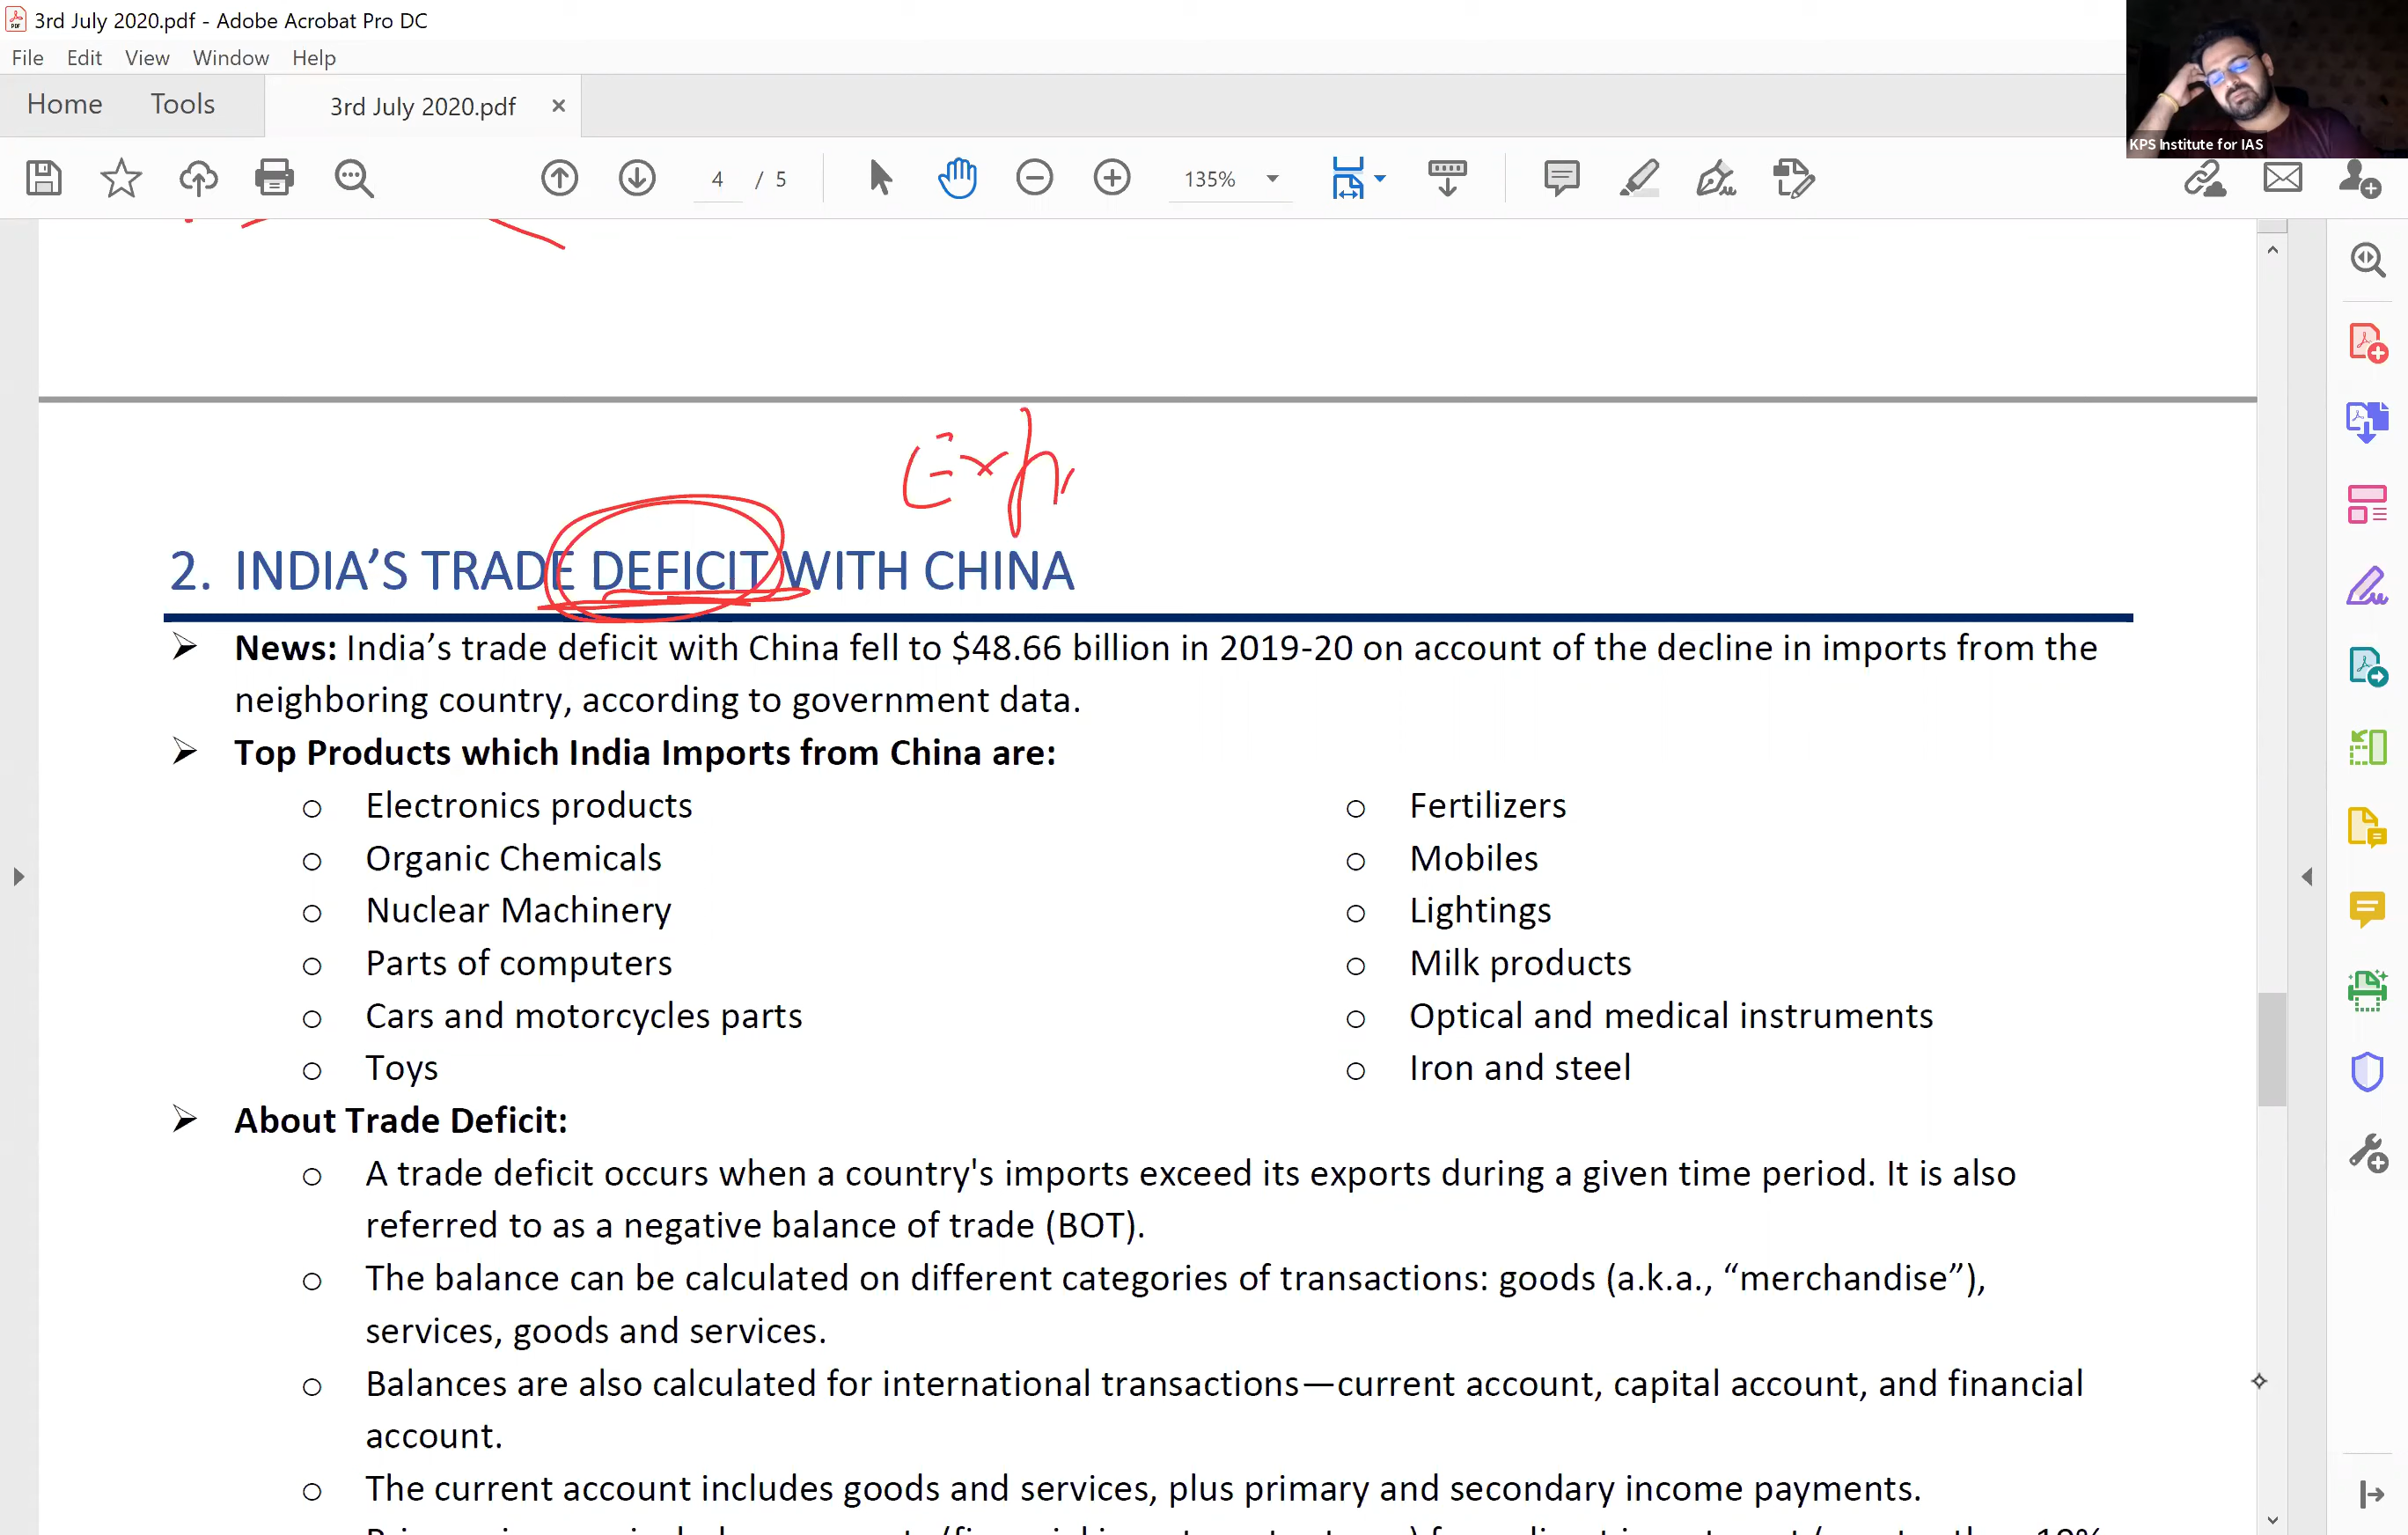 3rd July 2020.pdf - Adobe Acrobat Pro DC
File Edit View Window Help
Home Tools 3rd July 2020.pdf ×
4 / 5 135%
KPS Institute for IAS
2. INDIA’S TRADE DEFICIT WITH CHINA
➢ News: India’s trade deficit with China fell to $48.66 billion in 2019-20 on account of the decline in imports from the
neighboring country, according to government data.
➢ Top Products which India Imports from China are:
o Electronics products
o Organic Chemicals
o Nuclear Machinery
o Parts of computers
o Cars and motorcycles parts
o Toys
o Fertilizers
o Mobiles
o Lightings
o Milk products
o Optical and medical instruments
o Iron and steel
➢ About Trade Deficit:
o A trade deficit occurs when a country's imports exceed its exports during a given time period. It is also
referred to as a negative balance of trade (BOT).
o The balance can be calculated on different categories of transactions: goods (a.k.a., “merchandise”),
services, goods and services.
o Balances are also calculated for international transactions—current account, capital account, and financial
account.
o The current account includes goods and services, plus primary and secondary income payments.